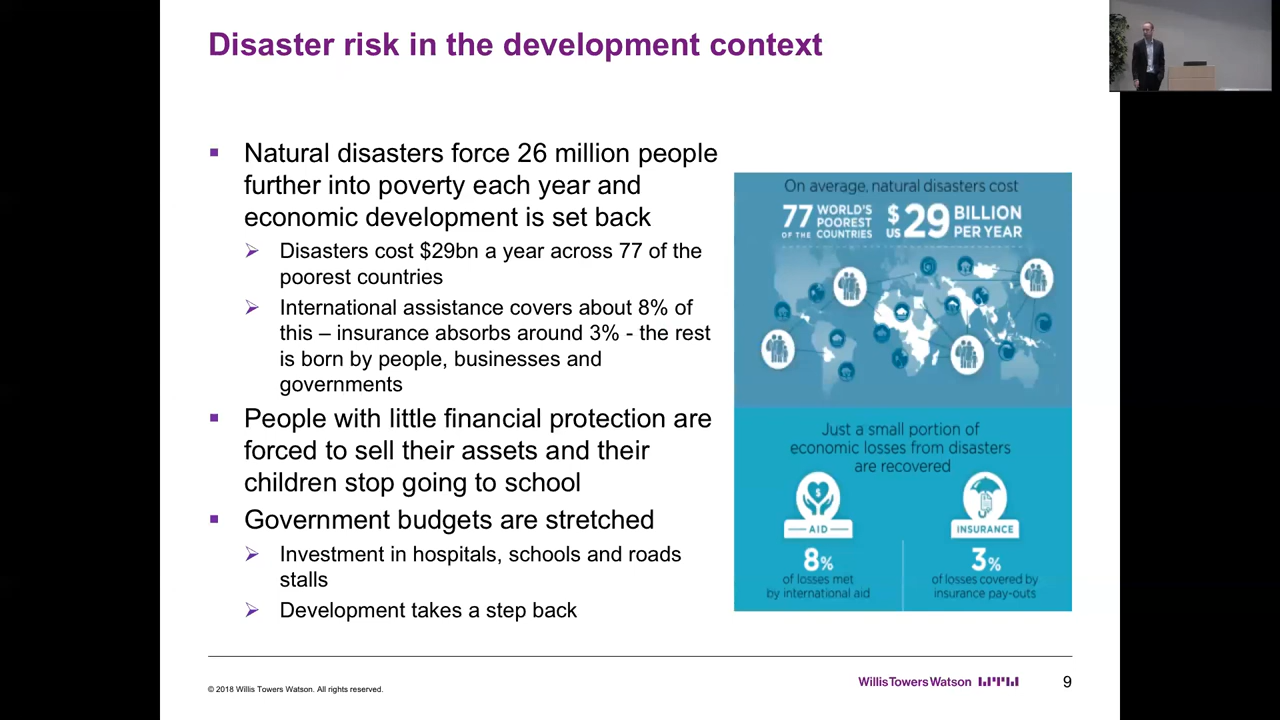 Disaster risk in the development context
Natural disasters force 26 million people
further into poverty each year and
economic development is set back
Disasters cost $29bn a year across 77 of the
poorest countries
International assistance covers about 8% of
this – insurance absorbs around 3% - the rest
is born by people, businesses and
governments
People with little financial protection are
forced to sell their assets and their
children stop going to school
Government budgets are stretched
Investment in hospitals, schools and roads
stalls
Development takes a step back
On average, natural disasters cost
77 WORLD'S
POOREST
OF THE COUNTRIES
$ US 29 BILLION
PER YEAR
Just a small portion of
economic losses from disasters
are recovered
AID
8%
of losses met
by international aid
INSURANCE
3%
of losses covered by
insurance pay-outs
© 2018 Willis Towers Watson. All rights reserved.
WillisTowersWatson
9